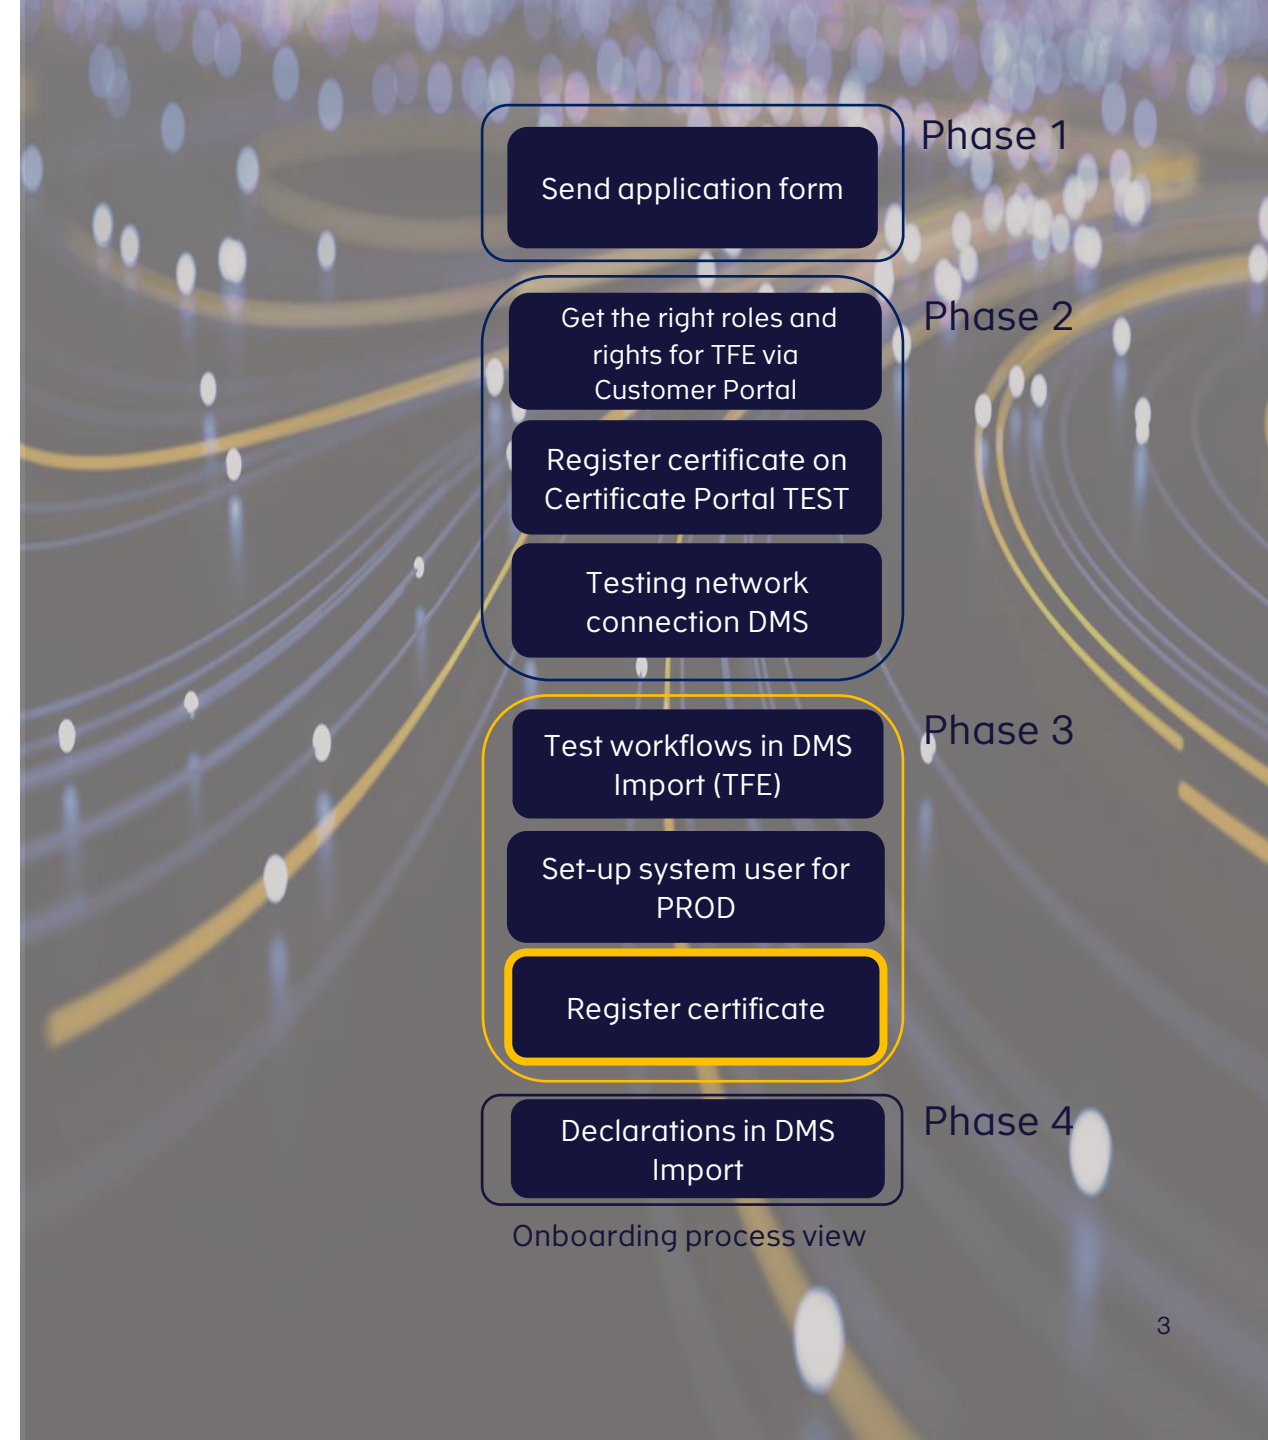 Phase 1
Send application form
Phase 2
Get the right roles and
rights for TFE via
Customer Portal
Register certificate on
Certificate Portal TEST
Testing network
connection DMS
Phase 3
Test workflows in DMS
Import (TFE)
Set-up system user for
PROD
Register certificate
Phase 4
Declarations in DMS
Import
Onboarding process view
3